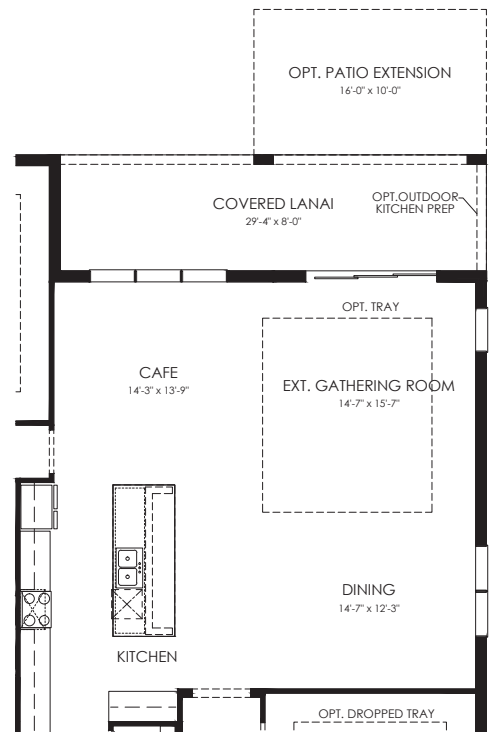 OPT. PATIO EXTENSION
16'-0" x 10'-0"
COVERED LANAI
29'-4" x 8'-0"
OPT.OUTDOOR
KITCHEN PREP
OPT. TRAY
CAFE
14'-3" x 13'-9"
EXT. GATHERING ROOM
14'-7" x 15'-7"
DINING
14'-7" x 12'-3"
KITCHEN
OPT. DROPPED TRAY